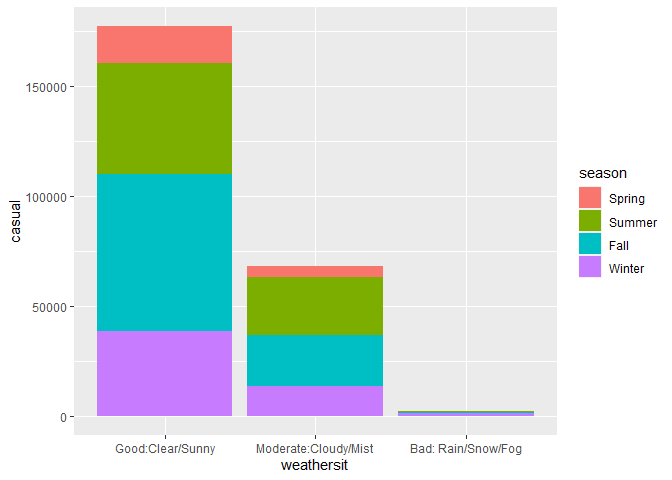 150000
100000
50000
0
casual
Good:Clear/Sunny
Moderate:Cloudy/Mist
Bad: Rain/Snow/Fog
weathersit
season
Spring
Summer
Fall
Winter